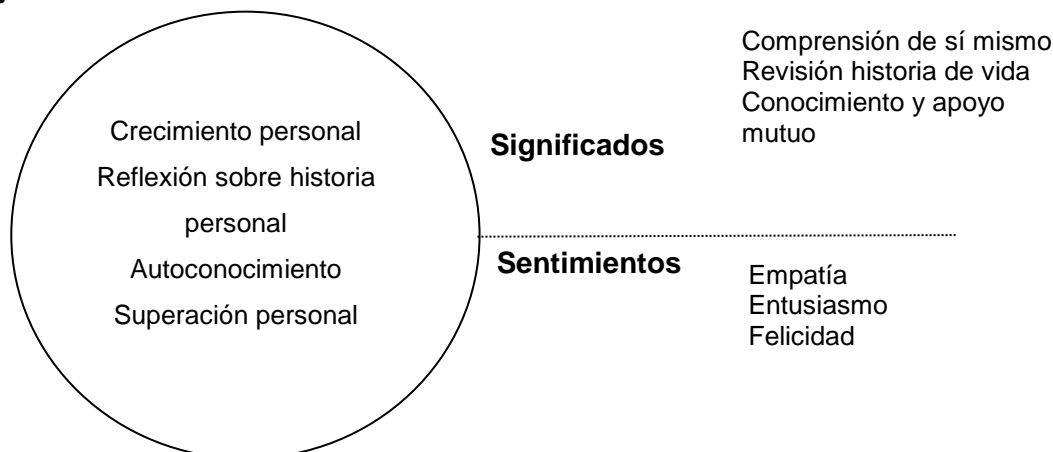 Crecimiento personal
Reflexión sobre historia
personal
Autoconocimiento
Superación personal
Significados
Comprensión de sí mismo
Revisión historia de vida
Conocimiento y apoyo
mutuo
Sentimientos
Empatía
Entusiasmo
Felicidad